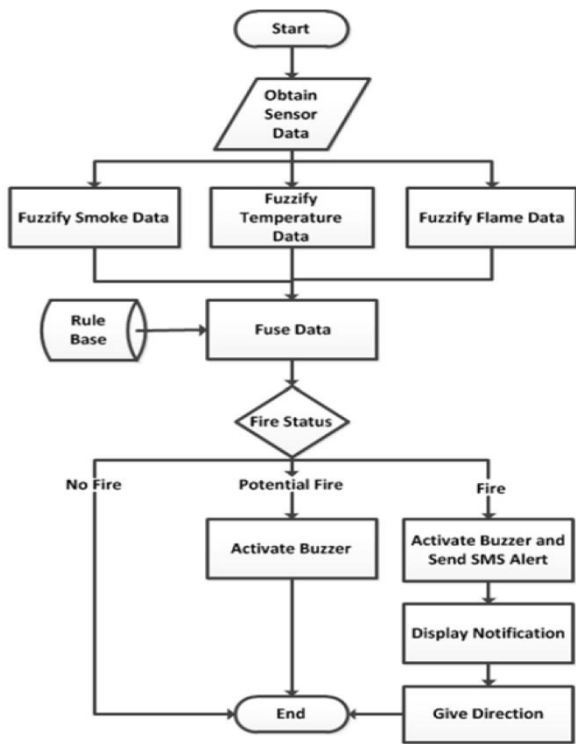 Start
Obtain
Sensor
Data
Fuzzify Smoke Data
Fuzzify
Temperature
Data
Fuzzify Flame Data
Rule
Base
Fuse Data
Fire Status
No Fire
Potential Fire
Fire
Activate Buzzer
Activate Buzzer and
Send SMS Alert
Display Notification
End
Give Direction